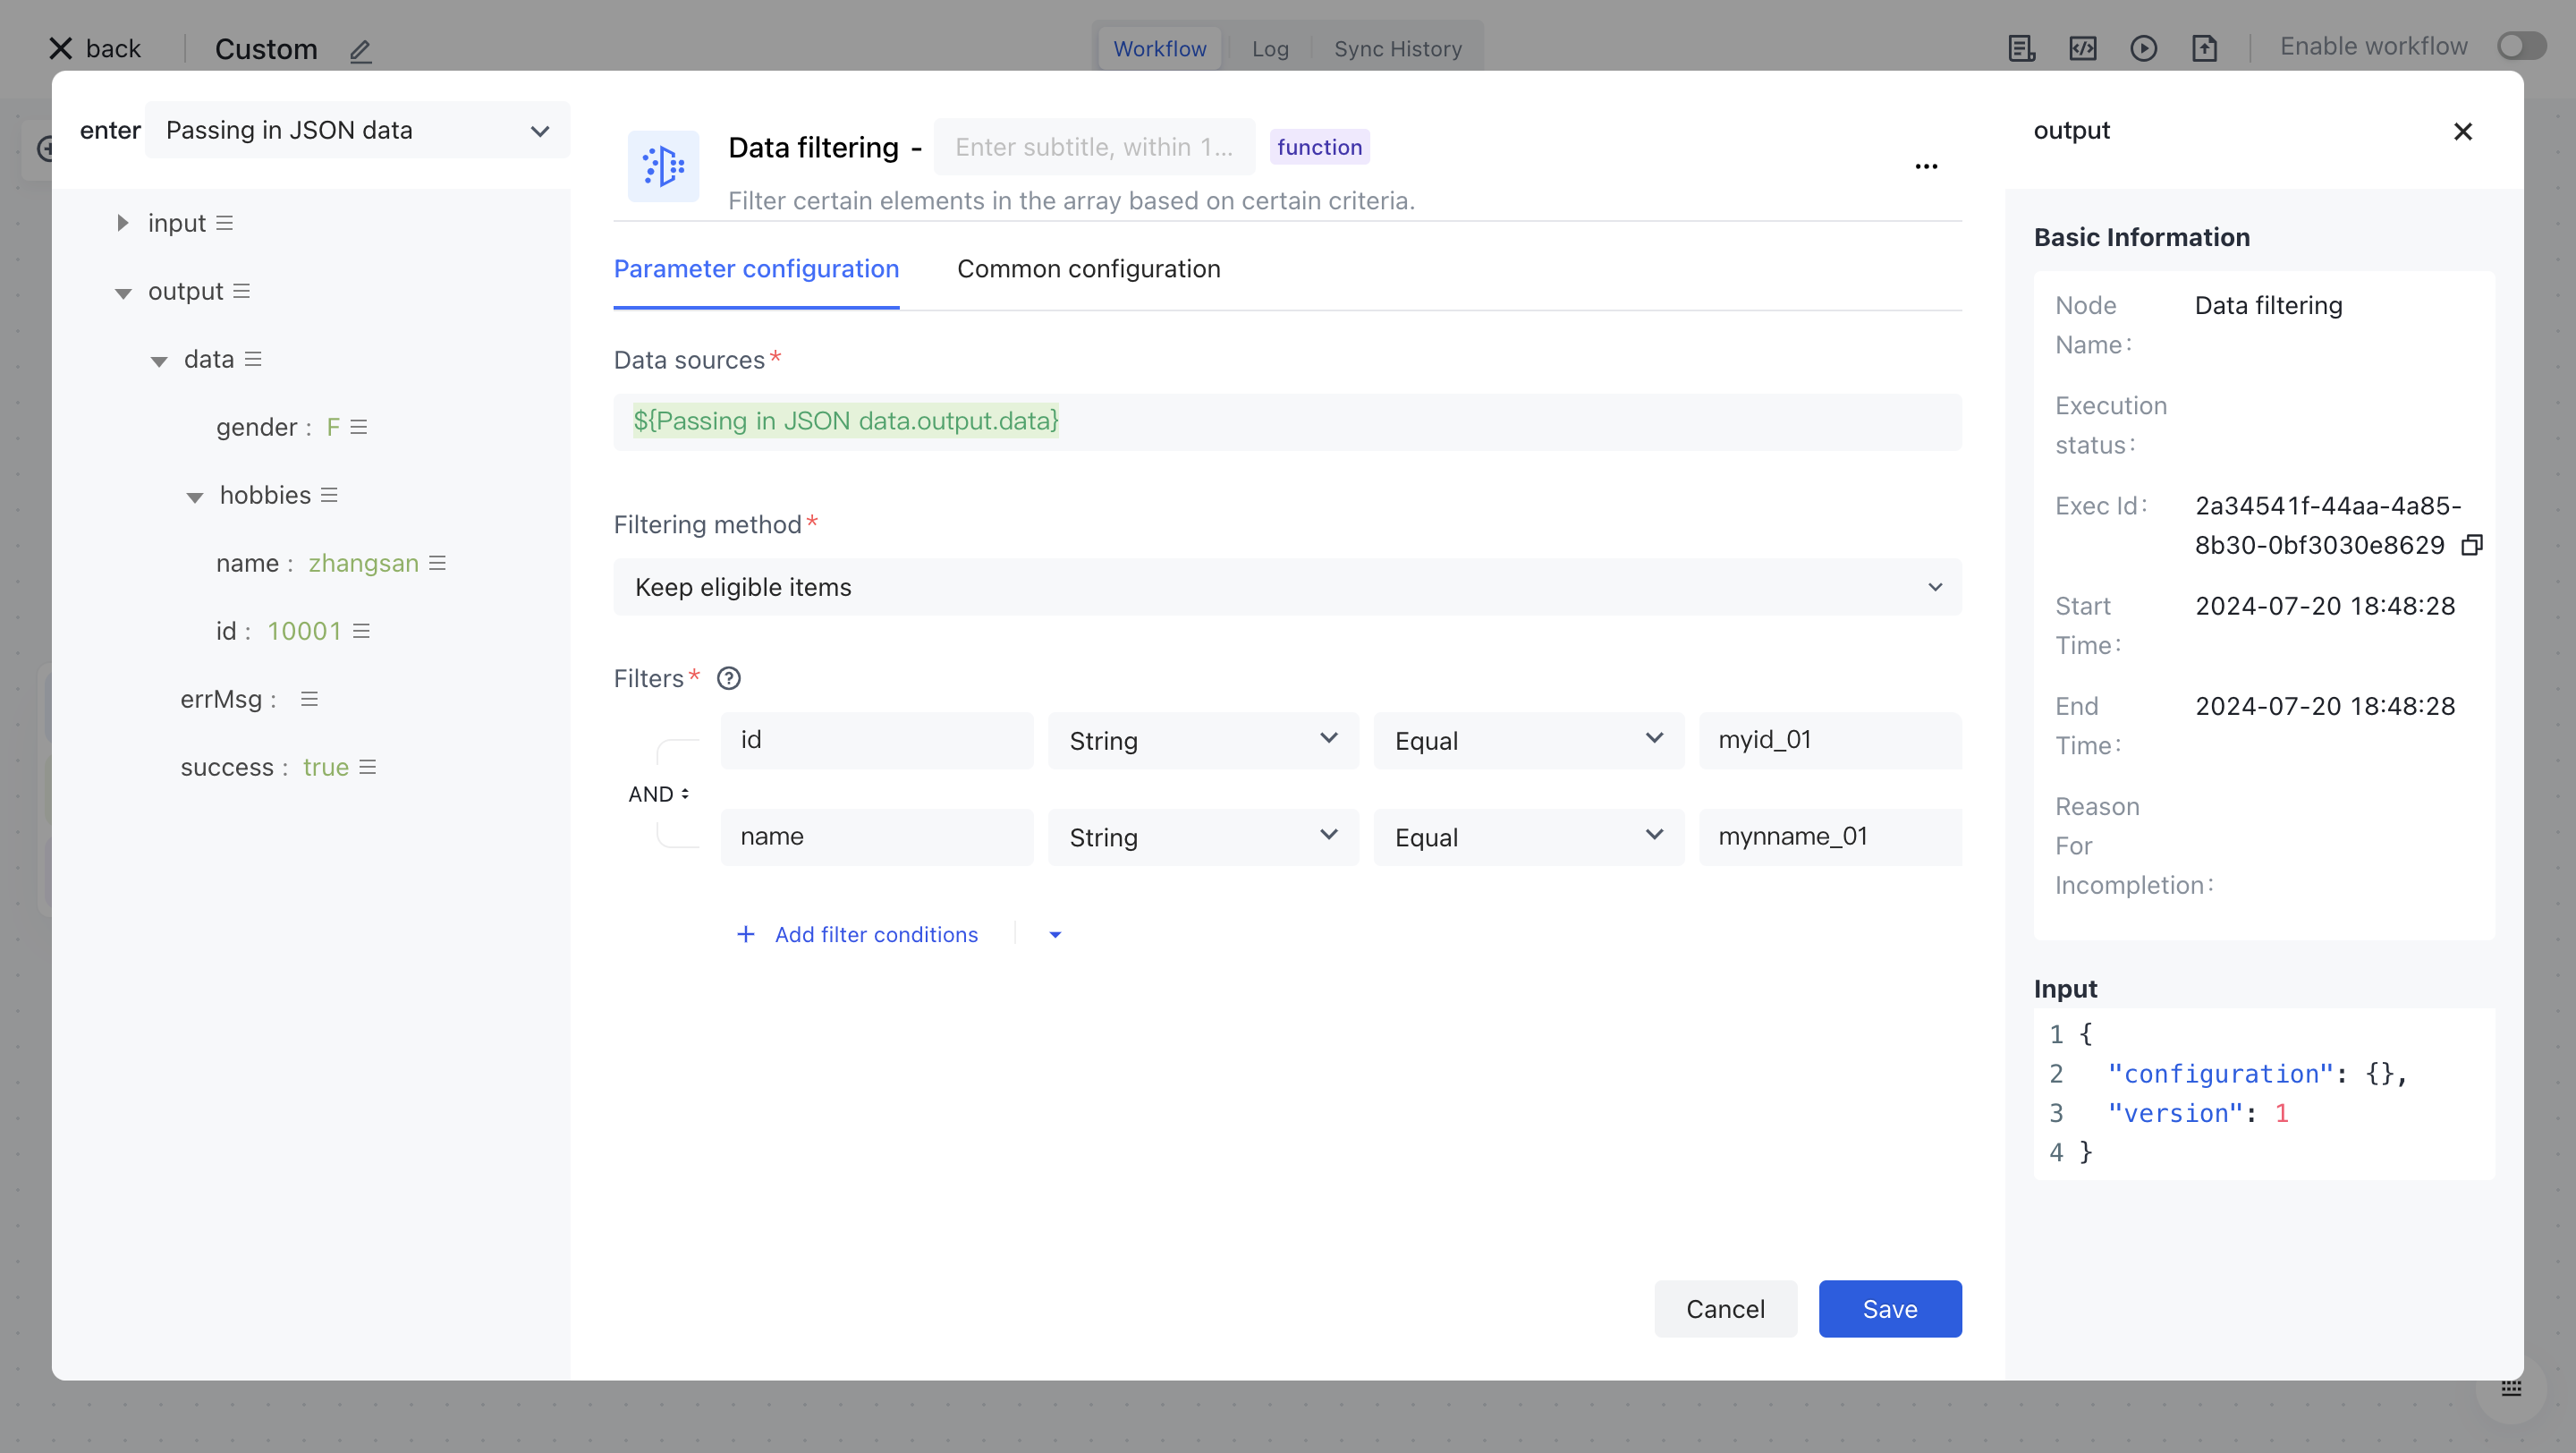 back
Custom
Workflow
Log
Sync History
Enable workflow
enter
Passing in JSON data
input
output
data
gender : F
hobbies
name : zhangsan
id : 10001
errMsg :
success : true
Data filtering -
Enter subtitle, within 1...
function
Filter certain elements in the array based on certain criteria.
Parameter configuration
Common configuration
Data sources*
${Passing in JSON data.output.data}
Filtering method*
Keep eligible items
Filters*
id
String
Equal
myid_01
AND
name
String
Equal
mynname_01
+ Add filter conditions
Cancel
Save
output
Basic Information
Node Data filtering
Name:
Execution
status:
Exec Id: 2a34541f-44aa-4a85-
8b30-0bf3030e8629
Start 2024-07-20 18:48:28
Time:
End 2024-07-20 18:48:28
Time:
Reason
For
Incompletion:
Input
1 {
2 "configuration": {},
3 "version": 1
4 }